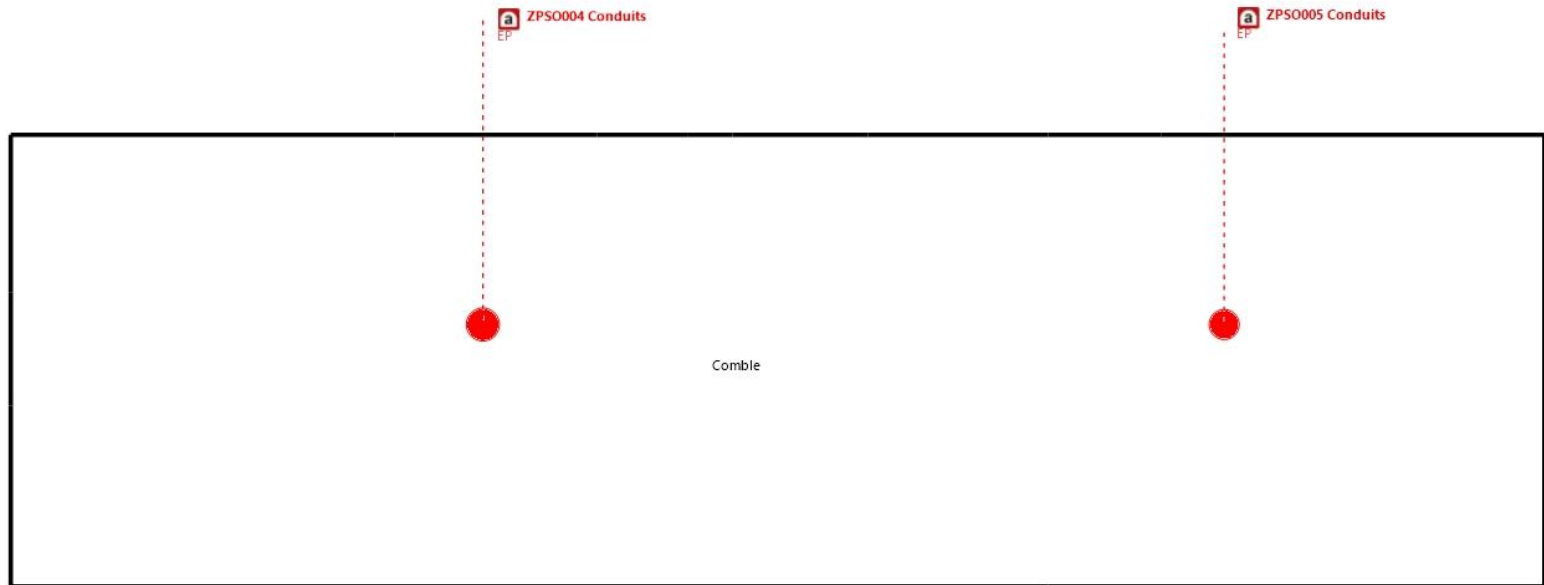 a ZPSO004 Conduits
EP
a ZPSO005 Conduits
EP
Comble